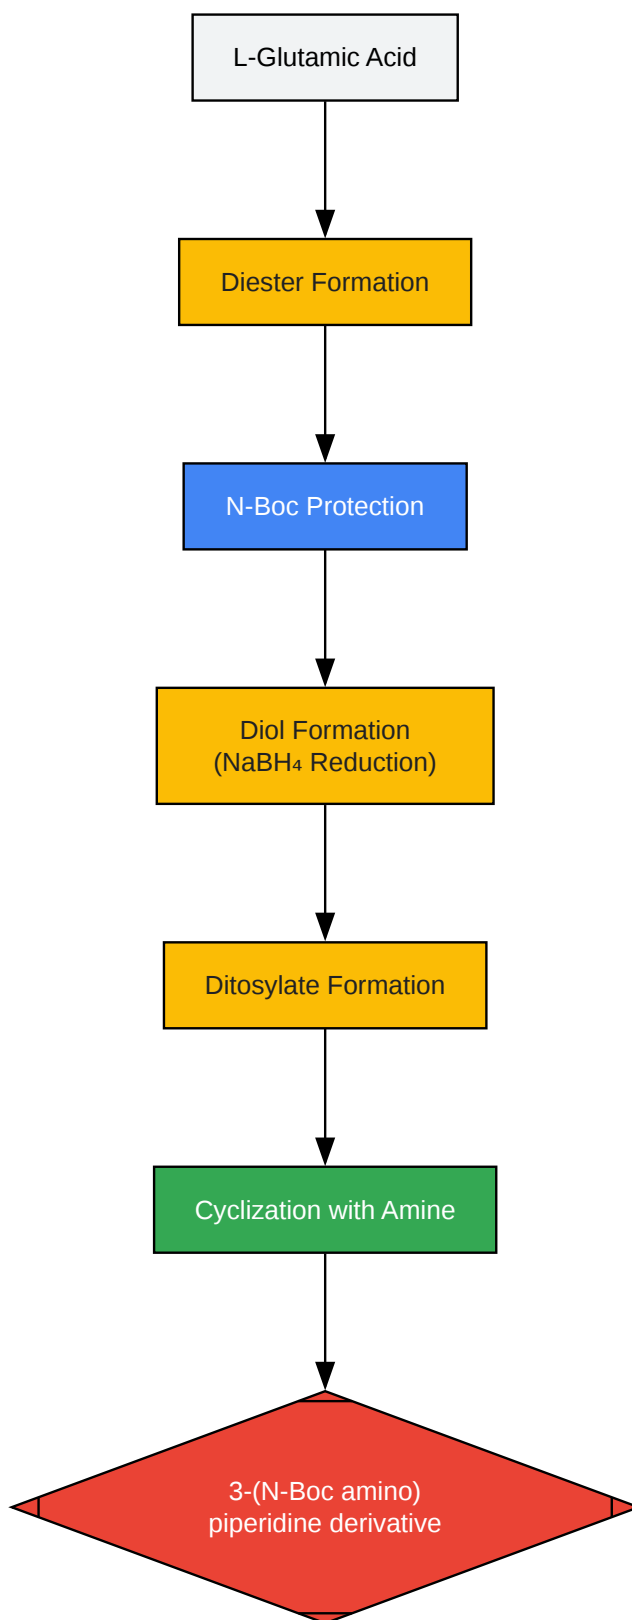 L-Glutamic Acid
Diester Formation
N-Boc Protection
Diol Formation
(NaBH₄ Reduction)
Ditosylate Formation
Cyclization with Amine
3-(N-Boc amino)
piperidine derivative